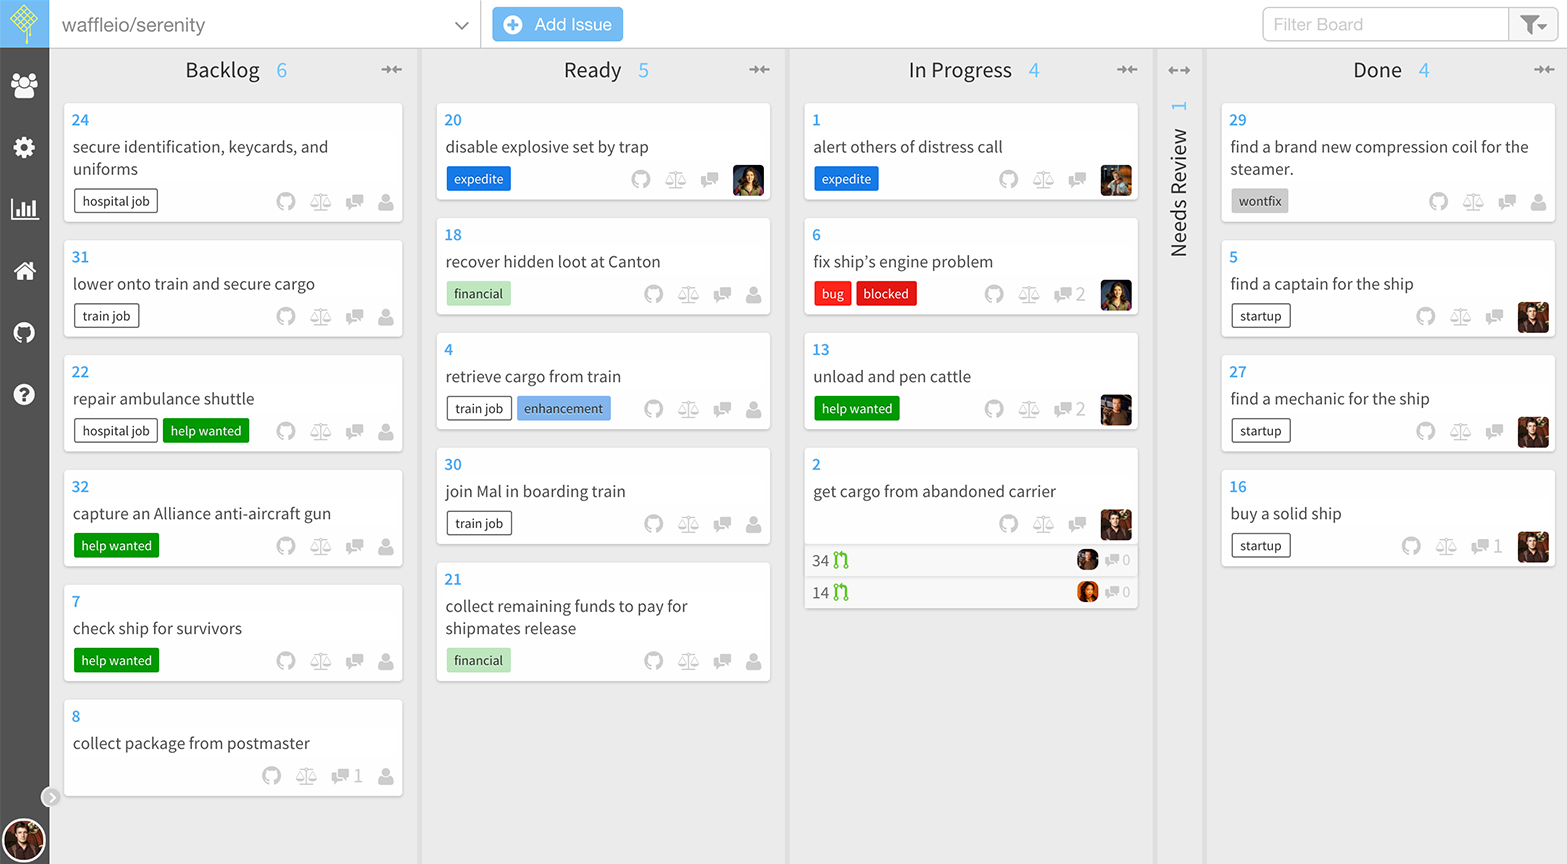 waffleio/serenity
Add Issue
Filter Board
Backlog 6
24
secure identification, keycards, and
uniforms
hospital job
31
lower onto train and secure cargo
train job
22
repair ambulance shuttle
hospital job help wanted
32
capture an Alliance anti-aircraft gun
help wanted
7
check ship for survivors
help wanted
8
collect package from postmaster
1
Ready 5
20
disable explosive set by trap
expedite
18
recover hidden loot at Canton
financial
4
retrieve cargo from train
train job enhancement
30
join Mal in boarding train
train job
21
collect remaining funds to pay for
shipmates release
financial
In Progress 4
1
alert others of distress call
expedite
6
fix ship’s engine problem
bug blocked 2
13
unload and pen cattle
help wanted 2
2
get cargo from abandoned carrier
34 0
14 0
Needs Review 1
Done 4
29
find a brand new compression coil for the
steamer.
wontfix
5
find a captain for the ship
startup
27
find a mechanic for the ship
startup
16
buy a solid ship
startup 1